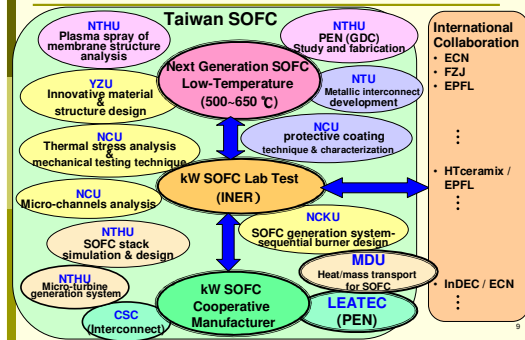 Taiwan SOFC
NTHU
Plasma spray of
membrane structure
analysis
NTHU
PEN (GDC)
Study and fabrication
Next Generation SOFC
Low-Temperature
(500~650 ℃)
YZU
Innovative material
&
structure design
NTU
Metallic interconnect
development
NCU
Thermal stress analysis
&
mechanical testing technique
NCU
protective coating
technique & characterization
kW SOFC Lab Test
(INER)
NCU
Micro-channels analysis
NCKU
SOFC generation system-
sequential burner design
NTHU
SOFC stack
simulation & design
MDU
Heat/mass transport
for SOFC
NTHU
Micro-turbine
generation system
kW SOFC
Cooperative
Manufacturer
LEATEC
(PEN)
CSC
(Interconnect)
International
Collaboration
• ECN
• FZJ
• EPFL
⋮
• HTceramix /
EPFL
⋮
• InDEC / ECN
⋮
9